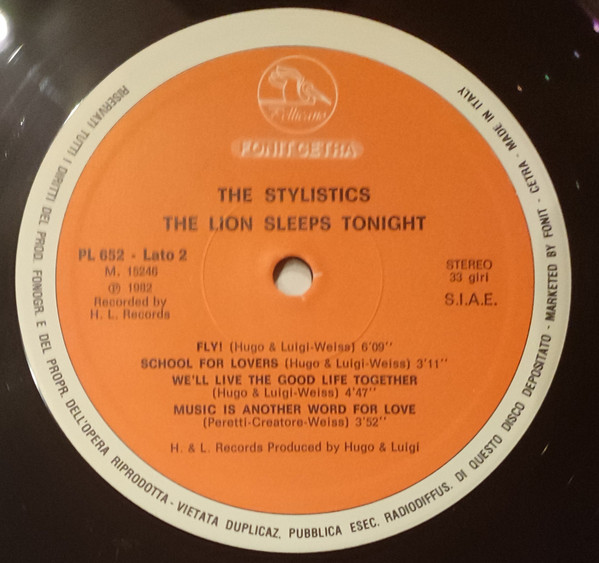 Pellicano
FONIT CETRA
THE STYLISTICS
THE LION SLEEPS TONIGHT
PL 652 - Lato 2
M. 15246
Ⓟ 1982
Recorded by
H. L. Records
STEREO
33 giri
S.I.A.E.
FLY! (Hugo & Luigi-Weiss) 6'09''
SCHOOL FOR LOVERS (Hugo & Luigi-Weiss) 3'11''
WE'LL LIVE THE GOOD LIFE TOGETHER
(Hugo & Luigi-Weiss) 4'47''
MUSIC IS ANOTHER WORD FOR LOVE
(Peretti-Creatore-Weiss) 3'52''
H. & L. Records Produced by Hugo & Luigi
RISERVATI TUTTI I DIRITTI DEL PROD. FONOGR. E DEL PROPR. DELL'OPERA RIPRODOTTA - VIETATA DUPLICAZ. PUBBLICA ESEC. RADIODIFFUS. DI QUESTO DISCO DEPOSITATO - MARKETED BY FONIT - CETRA - MADE IN ITALY